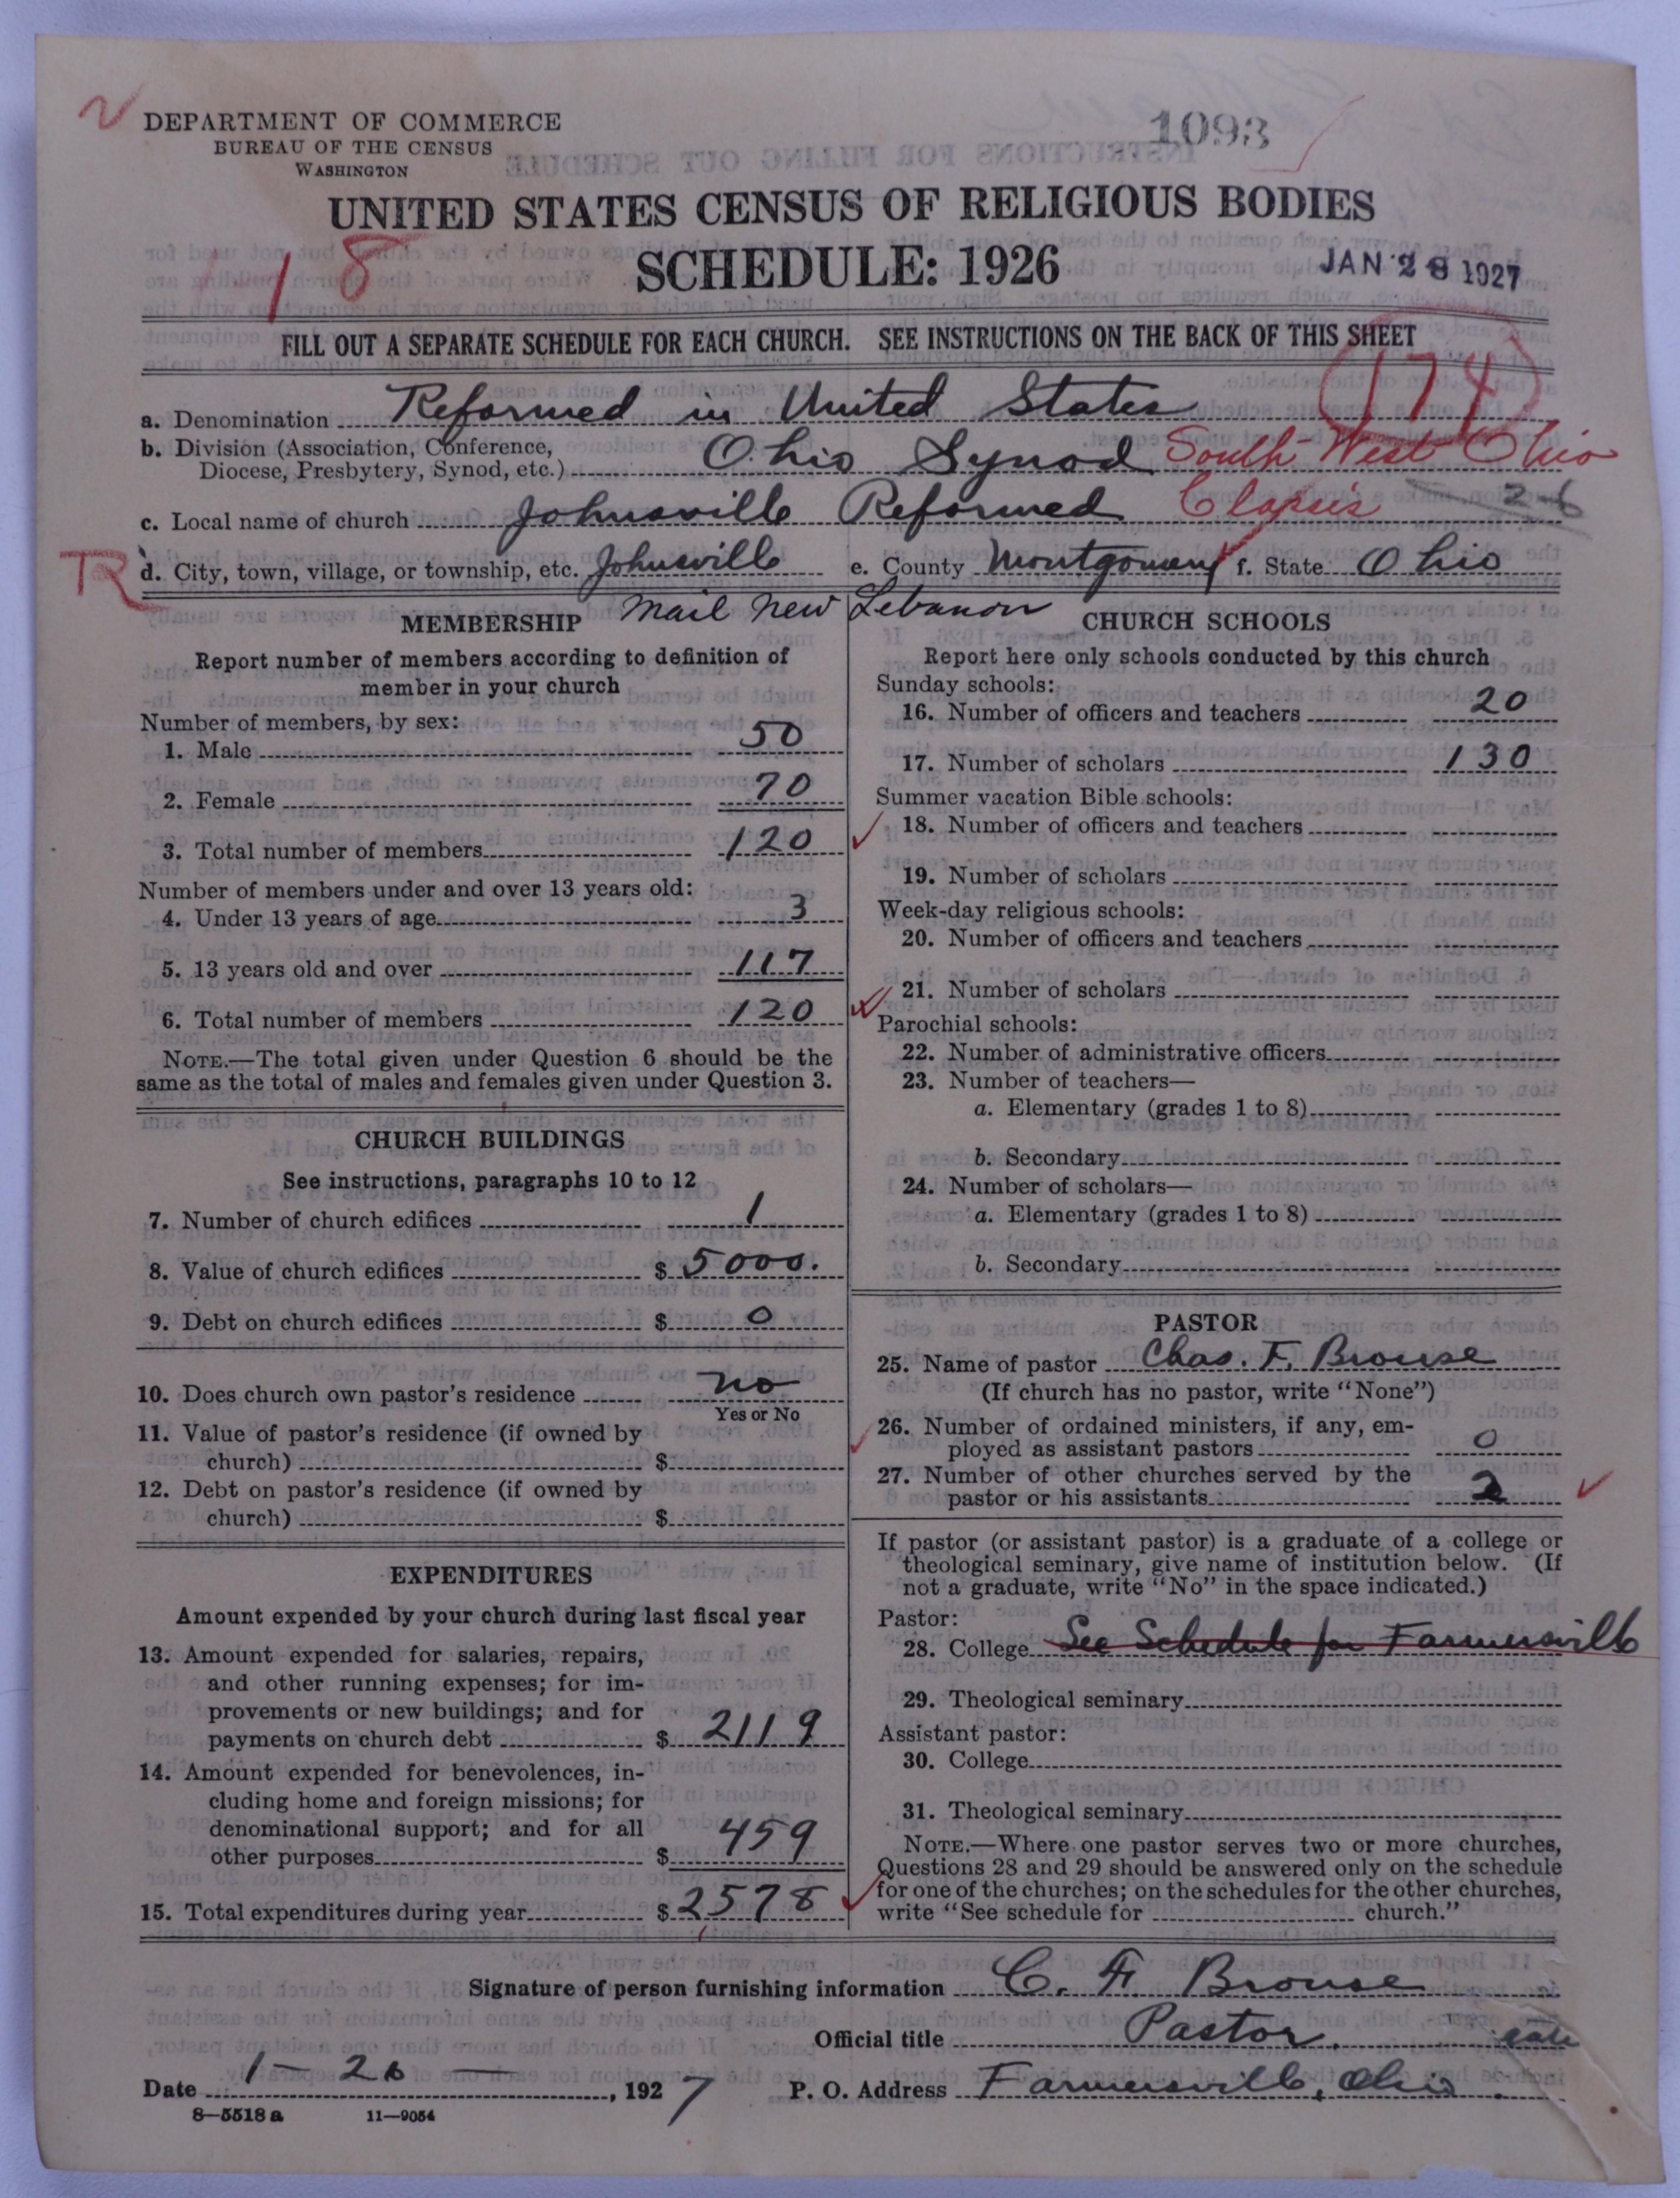 DEPARTMENT OF COMMERCE
BUREAU OF THE CENSUS
WASHINGTON
1093
UNITED STATES CENSUS OF RELIGIOUS BODIES
18
SCHEDULE: 1926
JAN 28 1927
FILL OUT A SEPARATE SCHEDULE FOR EACH CHURCH. SEE INSTRUCTIONS ON THE BACK OF THIS SHEET
174
a. Denomination Reformed in United States
b. Division (Association, Conference,
Diocese, Presbytery, Synod, etc.) Ohio Synod South West Ohio
c. Local name of church Johnsville Reformed Classis 26
TR
d. City, town, village, or township, etc. Johnsville e. County Montgomery f. State Ohio
Mail New Lebanon
MEMBERSHIP
Report number of members according to definition of
member in your church
Number of members, by sex:
1. Male 50
2. Female 70
3. Total number of members 120
Number of members under and over 13 years old:
4. Under 13 years of age 3
5. 13 years old and over 117
6. Total number of members 120
NOTE.—The total given under Question 6 should be the
same as the total of males and females given under Question 3.
CHURCH BUILDINGS
See instructions, paragraphs 10 to 12
7. Number of church edifices 1
8. Value of church edifices $ 5000.
9. Debt on church edifices $ 0
10. Does church own pastor's residence no
Yes or No
11. Value of pastor's residence (if owned by
church) $
12. Debt on pastor's residence (if owned by
church) $
EXPENDITURES
Amount expended by your church during last fiscal year
13. Amount expended for salaries, repairs,
and other running expenses; for im-
provements or new buildings; and for
payments on church debt $ 2119
14. Amount expended for benevolences, in-
cluding home and foreign missions; for
denominational support; and for all
other purposes $ 459
15. Total expenditures during year $ 2578
CHURCH SCHOOLS
Report here only schools conducted by this church
Sunday schools:
16. Number of officers and teachers 20
17. Number of scholars 130
Summer vacation Bible schools:
18. Number of officers and teachers
19. Number of scholars
Week-day religious schools:
20. Number of officers and teachers
21. Number of scholars
Parochial schools:
22. Number of administrative officers
23. Number of teachers—
a. Elementary (grades 1 to 8)
b. Secondary
24. Number of scholars—
a. Elementary (grades 1 to 8)
b. Secondary
PASTOR
25. Name of pastor Chas. F. Brouse
(If church has no pastor, write "None")
26. Number of ordained ministers, if any, em-
ployed as assistant pastors 0
27. Number of other churches served by the
pastor or his assistants 2
If pastor (or assistant pastor) is a graduate of a college or
theological seminary, give name of institution below. (If
not a graduate, write "No" in the space indicated.)
Pastor:
28. College See Schedule for Farmersville
29. Theological seminary
Assistant pastor:
30. College
31. Theological seminary
NOTE.—Where one pastor serves two or more churches,
Questions 28 and 29 should be answered only on the schedule
for one of the churches; on the schedules for the other churches,
write "See schedule for church."
Signature of person furnishing information C. F. Brouse
Official title Pastor.
Date 1 - 26 - , 1927 P. O. Address Farmersville, Ohio.
8—5518a 11—9054